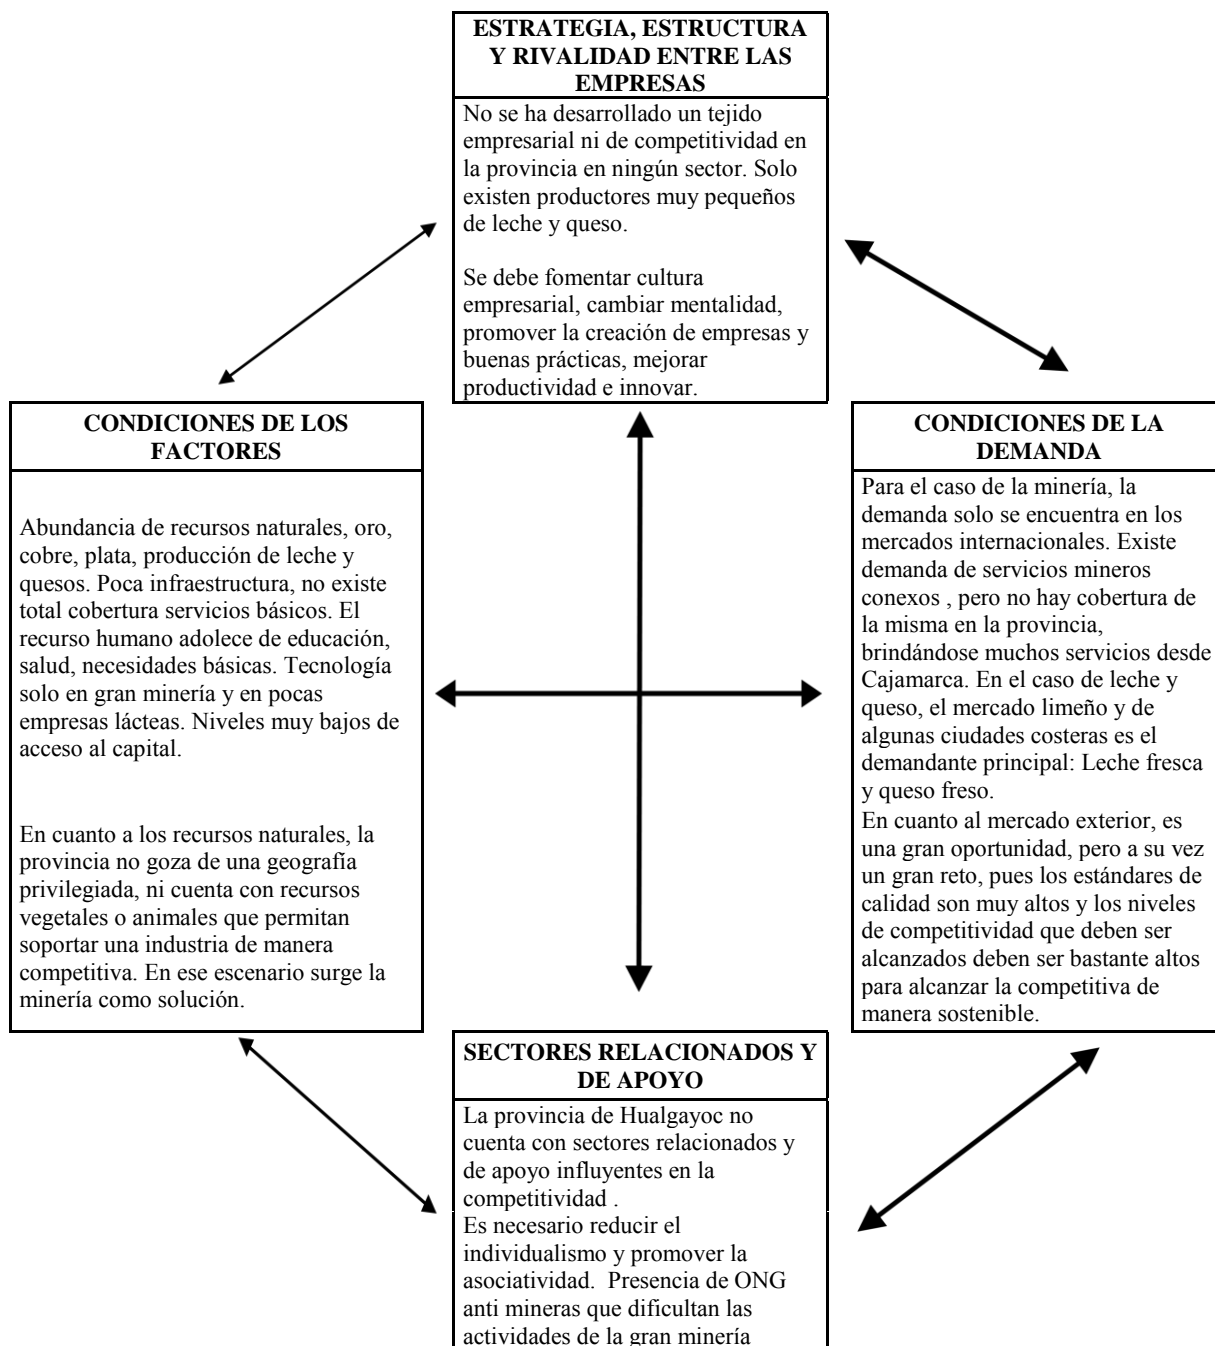 ESTRATEGIA, ESTRUCTURA
Y RIVALIDAD ENTRE LAS
EMPRESAS
No se ha desarrollado un tejido
empresarial ni de competitividad en
la provincia en ningún sector. Solo
existen productores muy pequeños
de leche y queso.
Se debe fomentar cultura
empresarial, cambiar mentalidad,
promover la creación de empresas y
buenas prácticas, mejorar
productividad e innovar.
CONDICIONES DE LOS
FACTORES
Abundancia de recursos naturales, oro,
cobre, plata, producción de leche y
quesos. Poca infraestructura, no existe
total cobertura servicios básicos. El
recurso humano adolece de educación,
salud, necesidades básicas. Tecnología
solo en gran minería y en pocas
empresas lácteas. Niveles muy bajos de
acceso al capital.
En cuanto a los recursos naturales, la
provincia no goza de una geografía
privilegiada, ni cuenta con recursos
vegetales o animales que permitan
soportar una industria de manera
competitiva. En ese escenario surge la
minería como solución.
CONDICIONES DE LA
DEMANDA
Para el caso de la minería, la
demanda solo se encuentra en los
mercados internacionales. Existe
demanda de servicios mineros
conexos , pero no hay cobertura de
la misma en la provincia,
brindándose muchos servicios desde
Cajamarca. En el caso de leche y
queso, el mercado limeño y de
algunas ciudades costeras es el
demandante principal: Leche fresca
y queso freso.
En cuanto al mercado exterior, es
una gran oportunidad, pero a su vez
un gran reto, pues los estándares de
calidad son muy altos y los niveles
de competitividad que deben ser
alcanzados deben ser bastante altos
para alcanzar la competitiva de
manera sostenible.
SECTORES RELACIONADOS Y
DE APOYO
La provincia de Hualgayoc no
cuenta con sectores relacionados y
de apoyo influyentes en la
competitividad .
Es necesario reducir el
individualismo y promover la
asociatividad.  Presencia de ONG
anti mineras que dificultan las
actividades de la gran minería